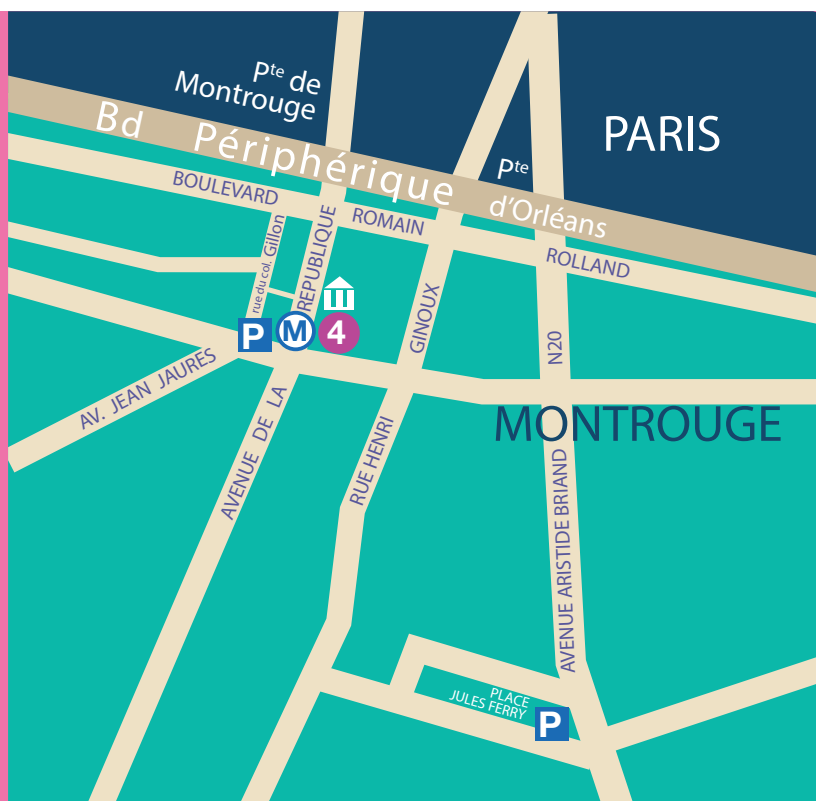 Pte de
Montrouge
PARIS
Bd Périphérique
Pte
d'Orléans
BOULEVARD ROMAIN ROLLAND
rue du col. Gillon
REPUBLIQUE
GINOUX
N20
P
M
4
AV. JEAN JAURES
MONTROUGE
AVENUE DE LA
RUE HENRI
AVENUE ARISTIDE BRIAND
PLACE
JULES FERRY
P